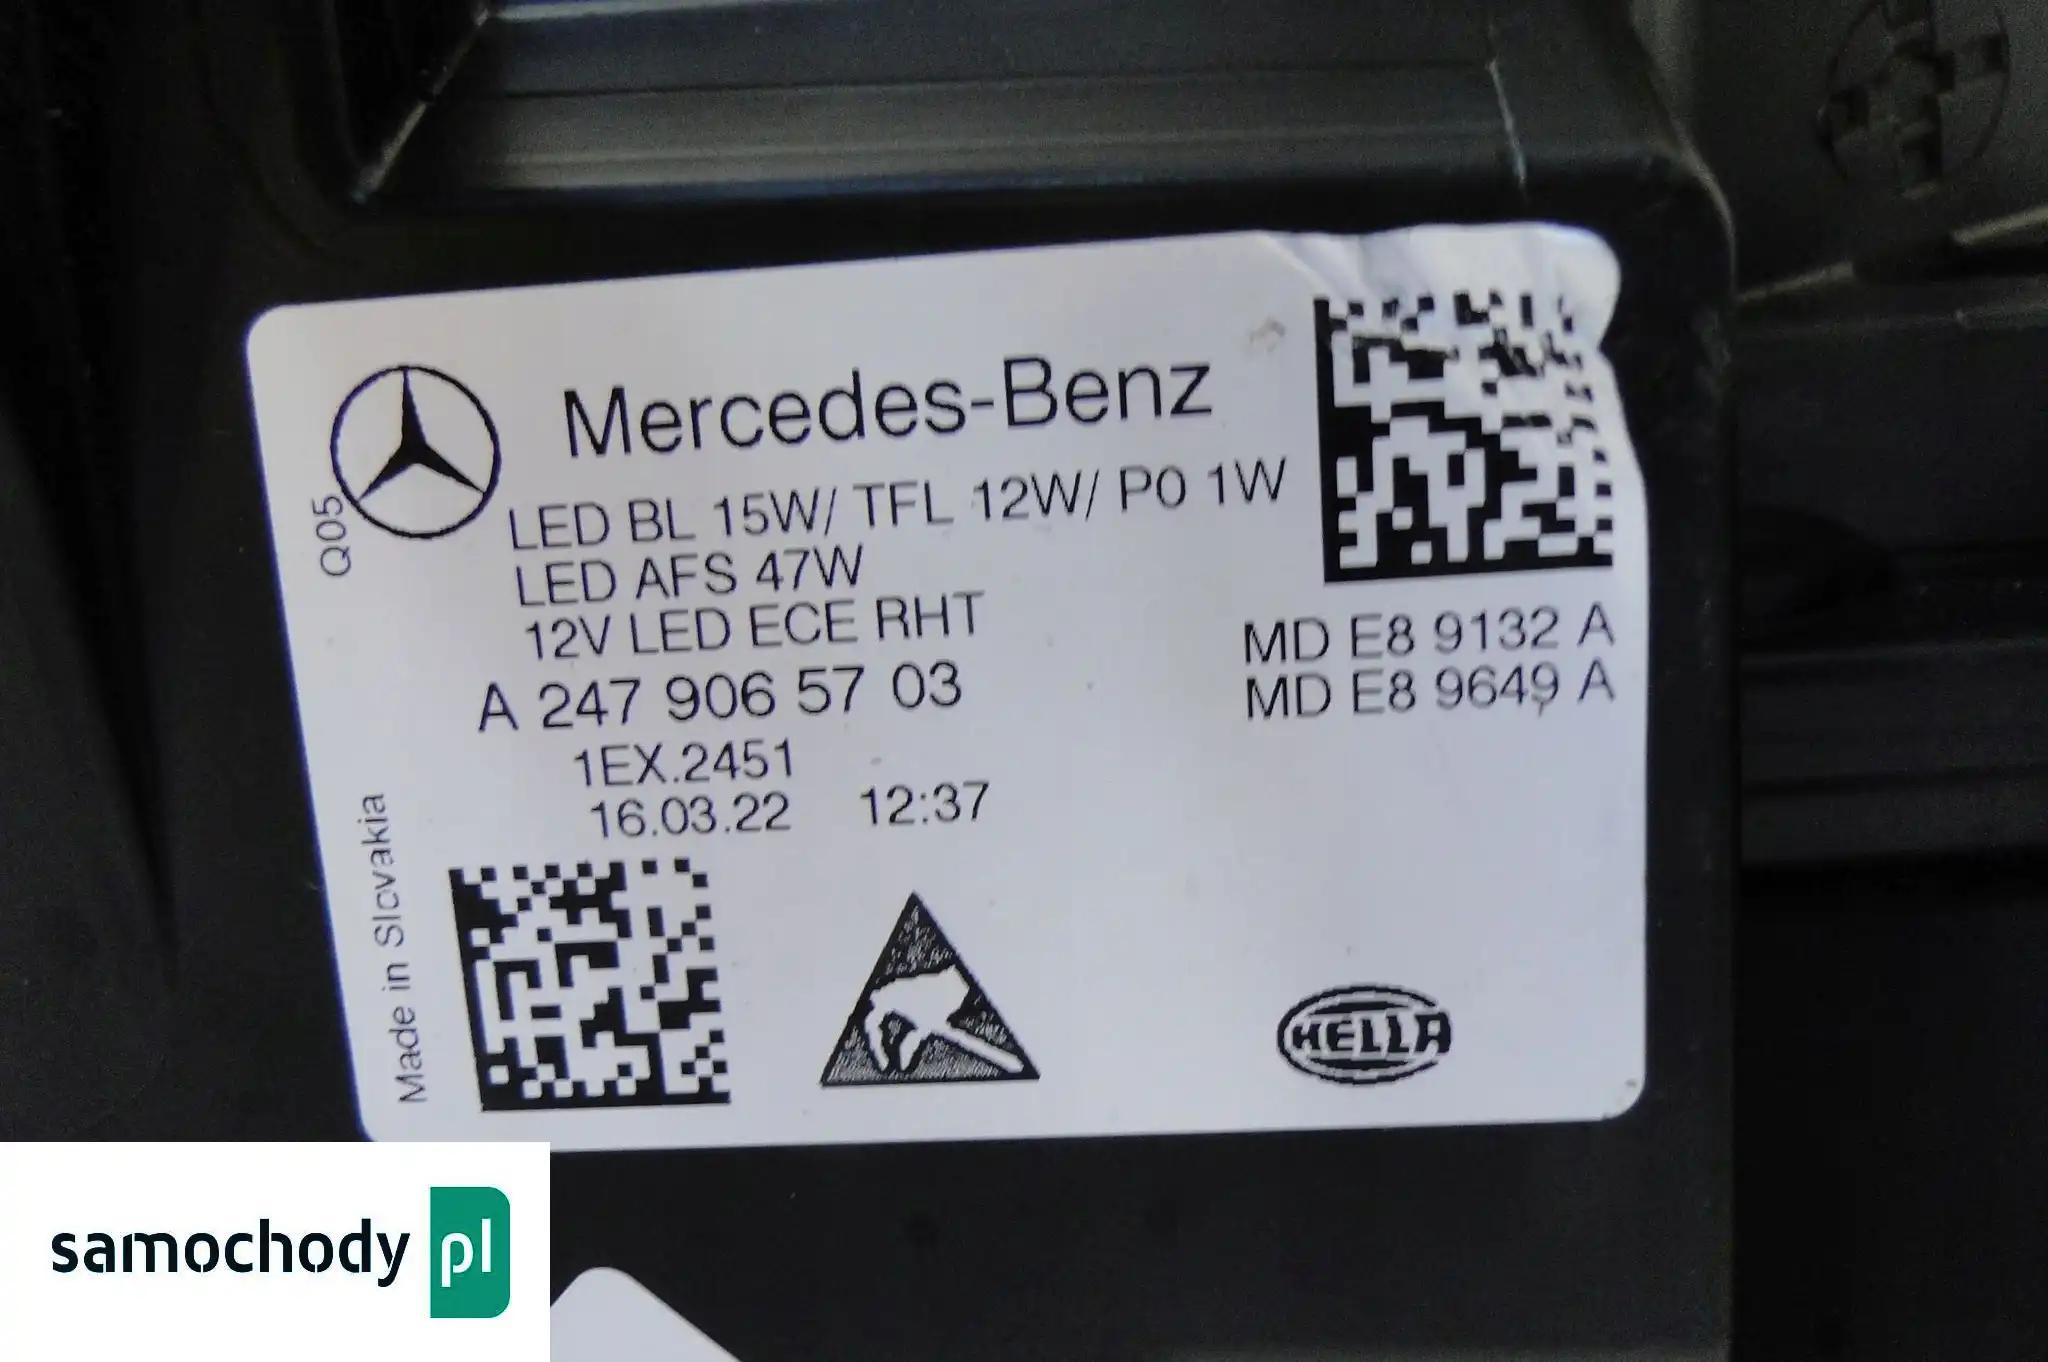 Mercedes-Benz
Q05
LED BL 15W/ TFL 12W/ PO 1W
LED AFS 47W
12V LED ECE RHT
A 247 906 57 03
1EX.2451
16.03.22 12:37
MD E8 9132 A
MD E8 9649 A
Made in Slovakia
HELLA
samochody pl